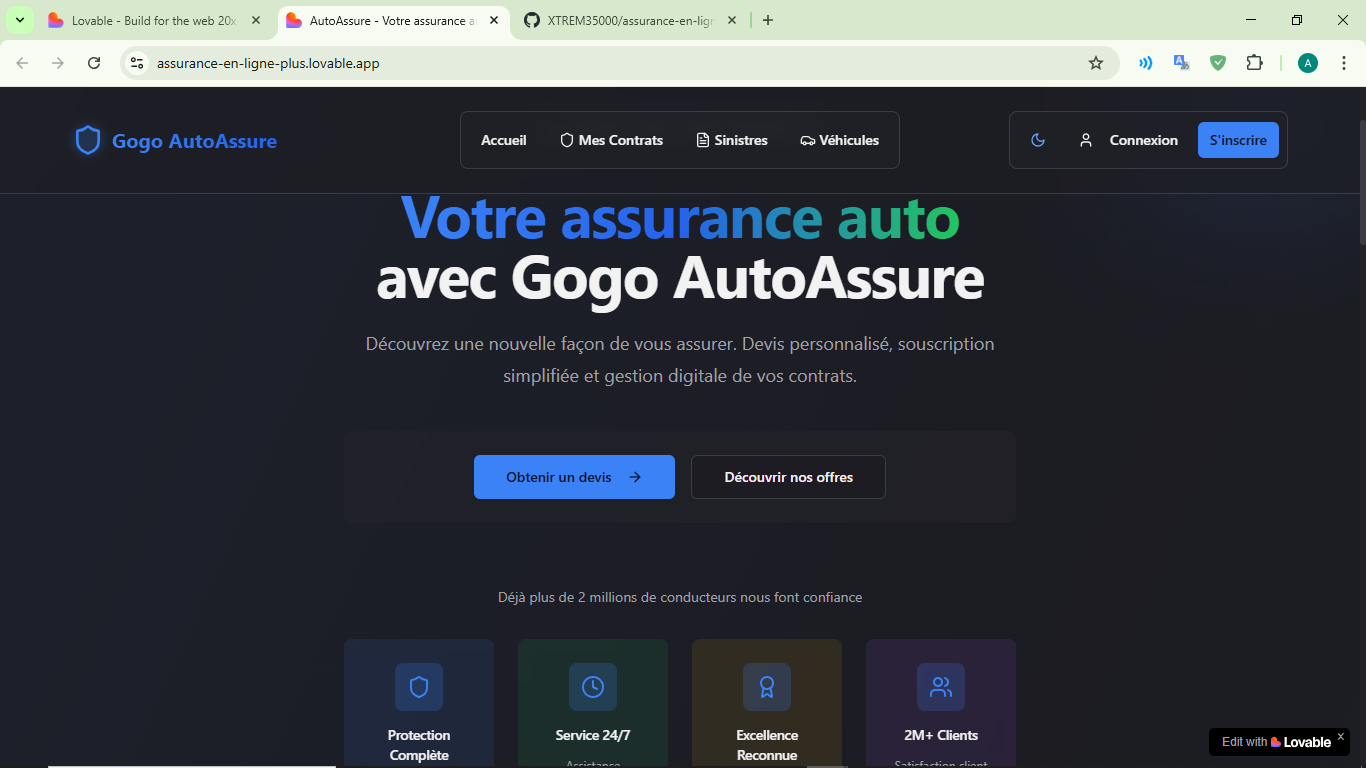 Lovable - Build for the web 20x
AutoAssure - Votre assurance a
XTREM35000/assurance-en-lign
assurance-en-ligne-plus.lovable.app
A
Gogo AutoAssure
Accueil
Mes Contrats
Sinistres
Véhicules
Connexion
S'inscrire
Votre assurance auto
avec Gogo AutoAssure
Découvrez une nouvelle façon de vous assurer. Devis personnalisé, souscription
simplifiée et gestion digitale de vos contrats.
Obtenir un devis
Découvrir nos offres
Déjà plus de 2 millions de conducteurs nous font confiance
Protection
Complète
Service 24/7
Assistance
Excellence
Reconnue
2M+ Clients
Satisfaction client
Edit with Lovable